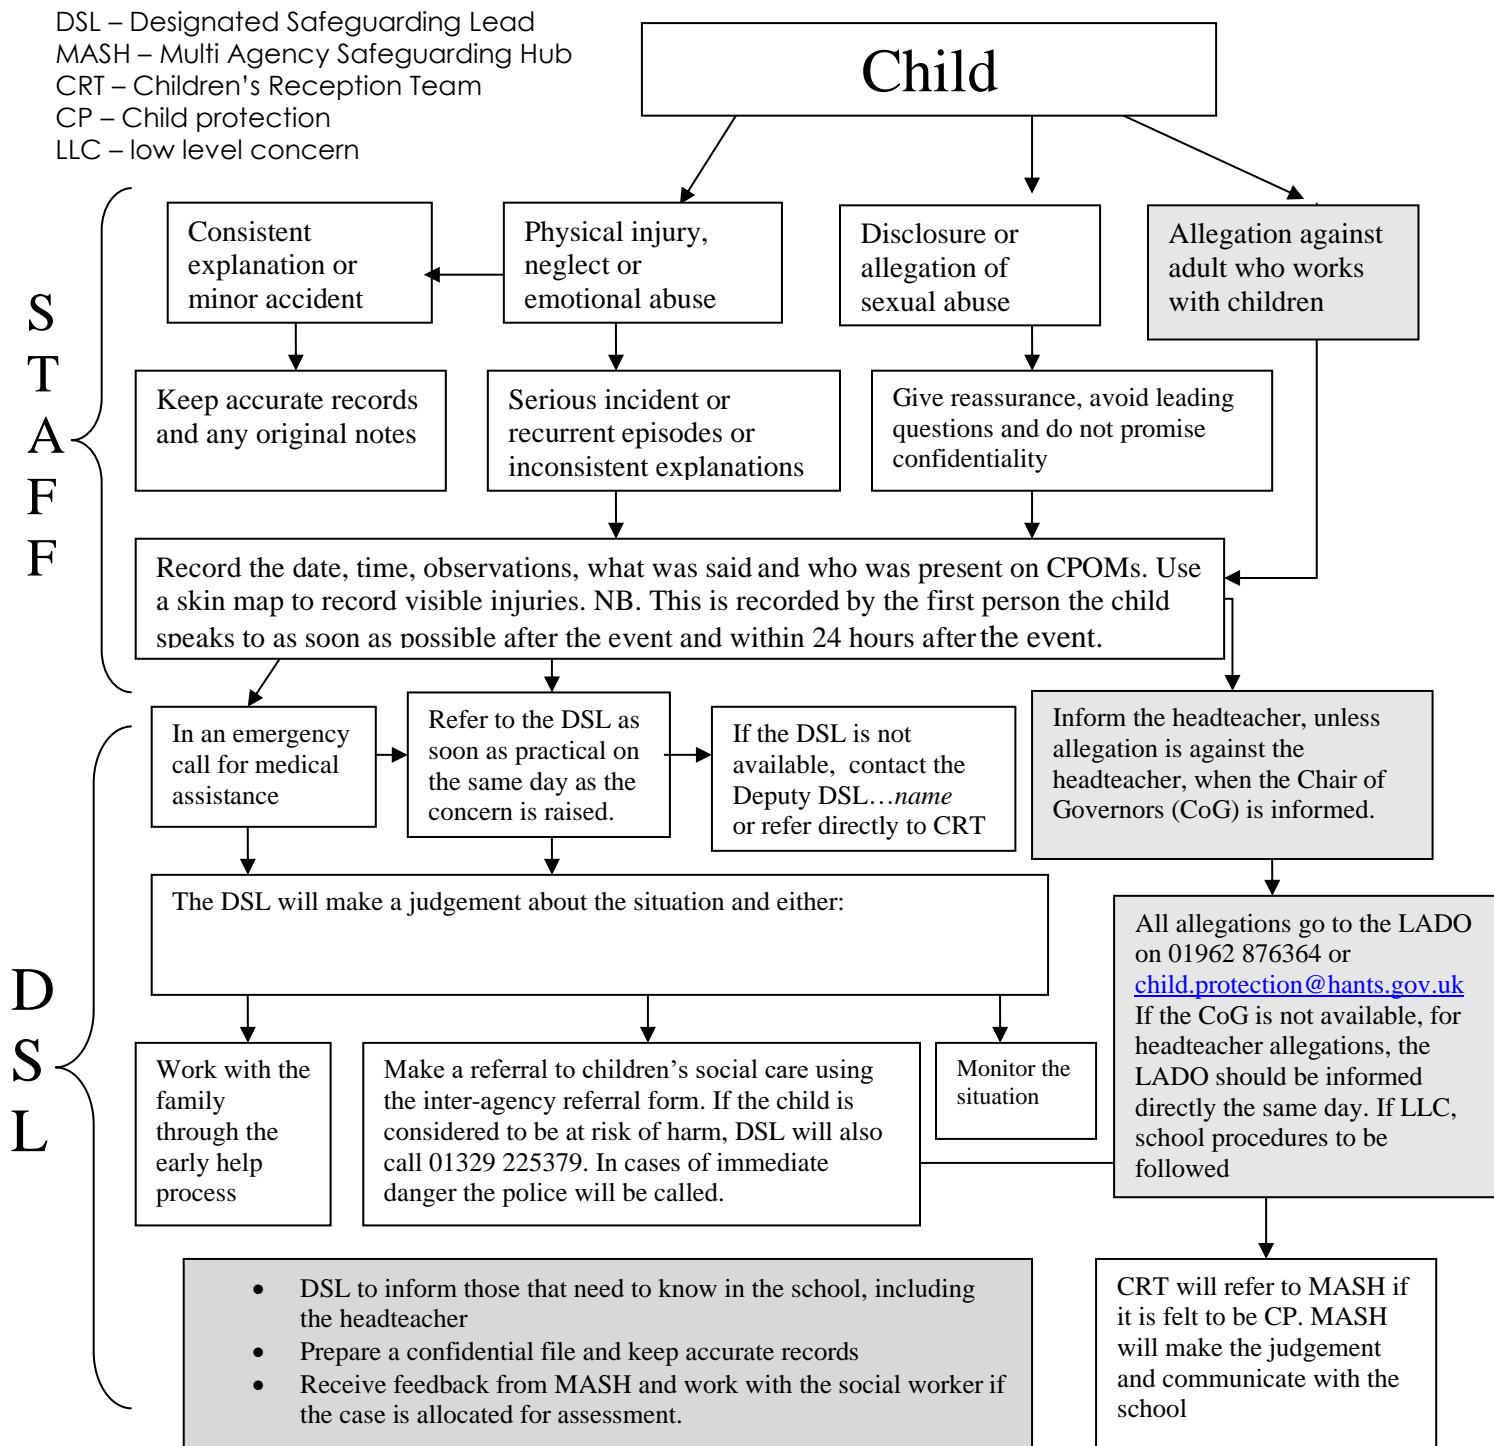 DSL – Designated Safeguarding Lead
MASH – Multi Agency Safeguarding Hub
CRT – Children's Reception Team
CP – Child protection
LLC – low level concern
Child
S
T
A
F
F
Consistent
explanation or
minor accident
Physical injury,
neglect or
emotional abuse
Disclosure or
allegation of
sexual abuse
Allegation against
adult who works
with children
Keep accurate records
and any original notes
Serious incident or
recurrent episodes or
inconsistent explanations
Give reassurance, avoid leading
questions and do not promise
confidentiality
Record the date, time, observations, what was said and who was present on CPOMs. Use
a skin map to record visible injuries. NB. This is recorded by the first person the child
speaks to as soon as possible after the event and within 24 hours after the event.
D
S
L
In an emergency
call for medical
assistance
Refer to the DSL as
soon as practical on
the same day as the
concern is raised.
If the DSL is not
available,  contact the
Deputy DSL…name
or refer directly to CRT
Inform the headteacher, unless
allegation is against the
headteacher, when the Chair of
Governors (CoG) is informed.
The DSL will make a judgement about the situation and either:
All allegations go to the LADO
on 01962 876364 or
child.protection@hants.gov.uk
If the CoG is not available, for
headteacher allegations, the
LADO should be informed
directly the same day. If LLC,
school procedures to be
followed
Work with the
family
through the
early help
process
Make a referral to children's social care using
the inter-agency referral form. If the child is
considered to be at risk of harm, DSL will also
call 01329 225379. In cases of immediate
danger the police will be called.
Monitor the
situation
• DSL to inform those that need to know in the school, including
the headteacher
• Prepare a confidential file and keep accurate records
• Receive feedback from MASH and work with the social worker if
the case is allocated for assessment.
CRT will refer to MASH if
it is felt to be CP. MASH
will make the judgement
and communicate with the
school